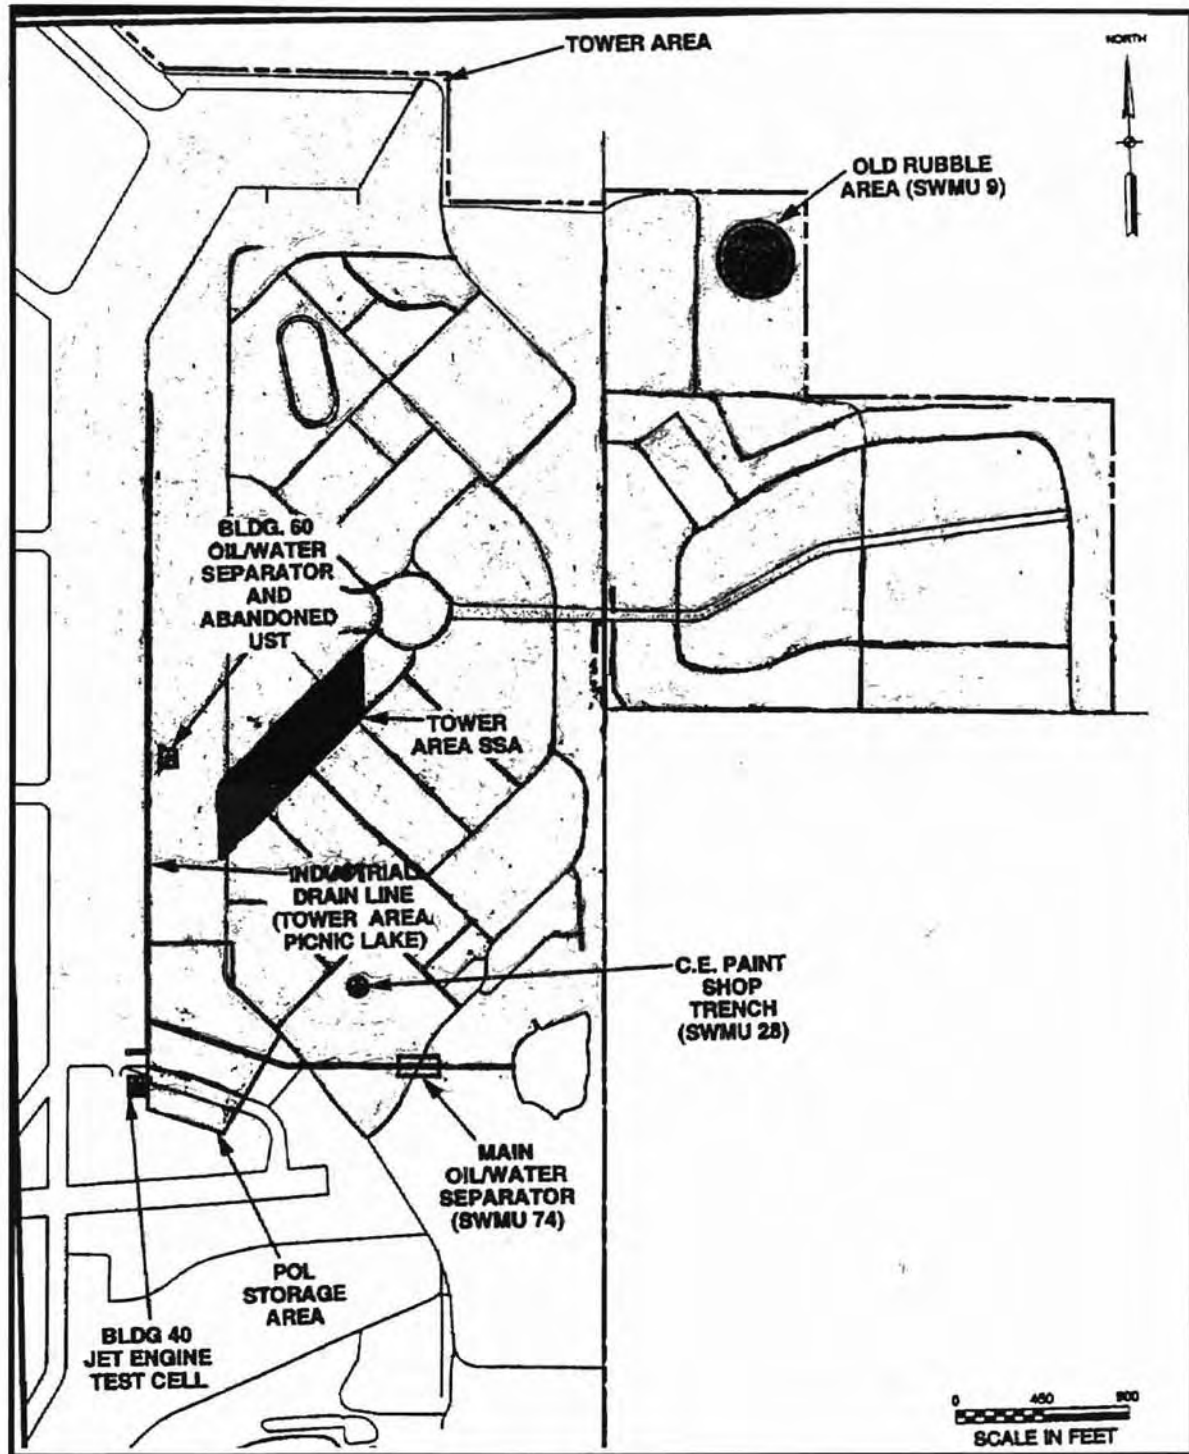 TOWER AREA
NORTH
OLD RUBBLE
AREA (SWMU 9)
BLDG. 60
OIL/WATER
SEPARATOR
AND
ABANDONED
UST
TOWER
AREA SSA
INDUSTRIAL
DRAIN LINE
(TOWER AREA/
PICNIC LAKE)
C.E. PAINT
SHOP
TRENCH
(SWMU 28)
MAIN
OIL/WATER
SEPARATOR
(SWMU 74)
POL
STORAGE
AREA
BLDG 40
JET ENGINE
TEST CELL
0 450 900
SCALE IN FEET